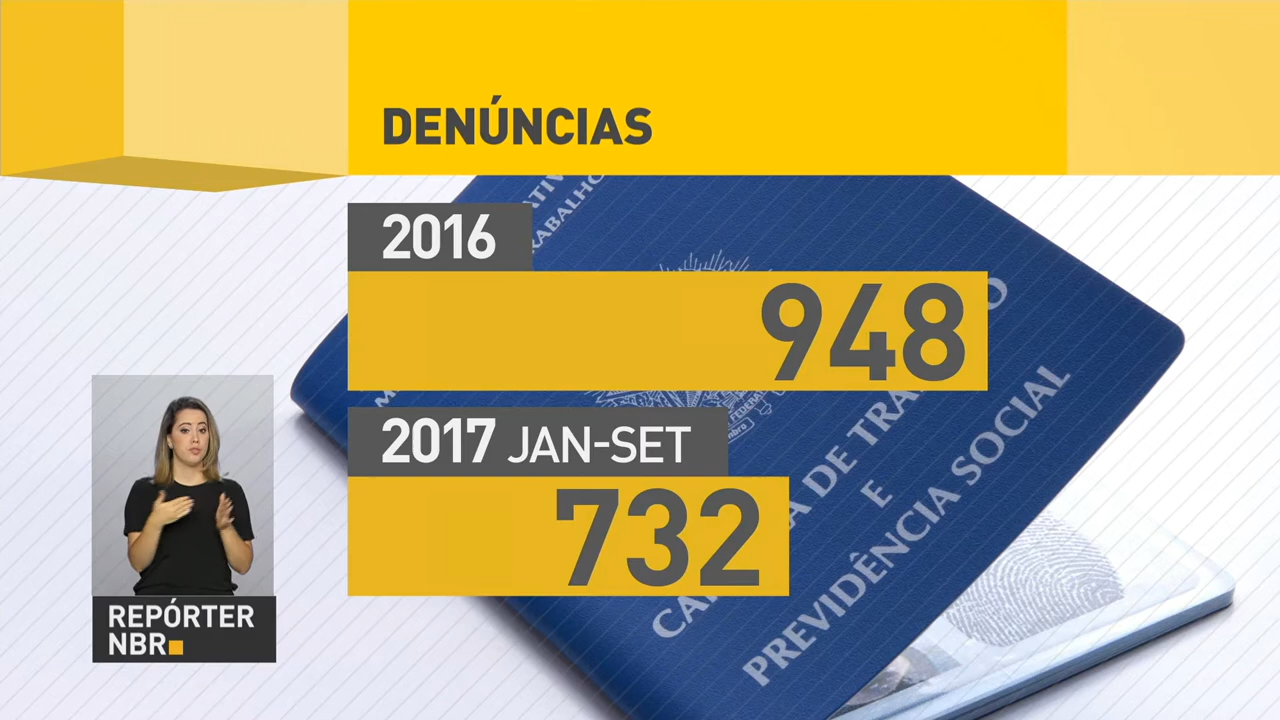 DENÚNCIAS
2016
948
2017 JAN-SET
732
CARTEIRA DE TRABALHO
E
PREVIDÊNCIA SOCIAL
REPÓRTER
NBR